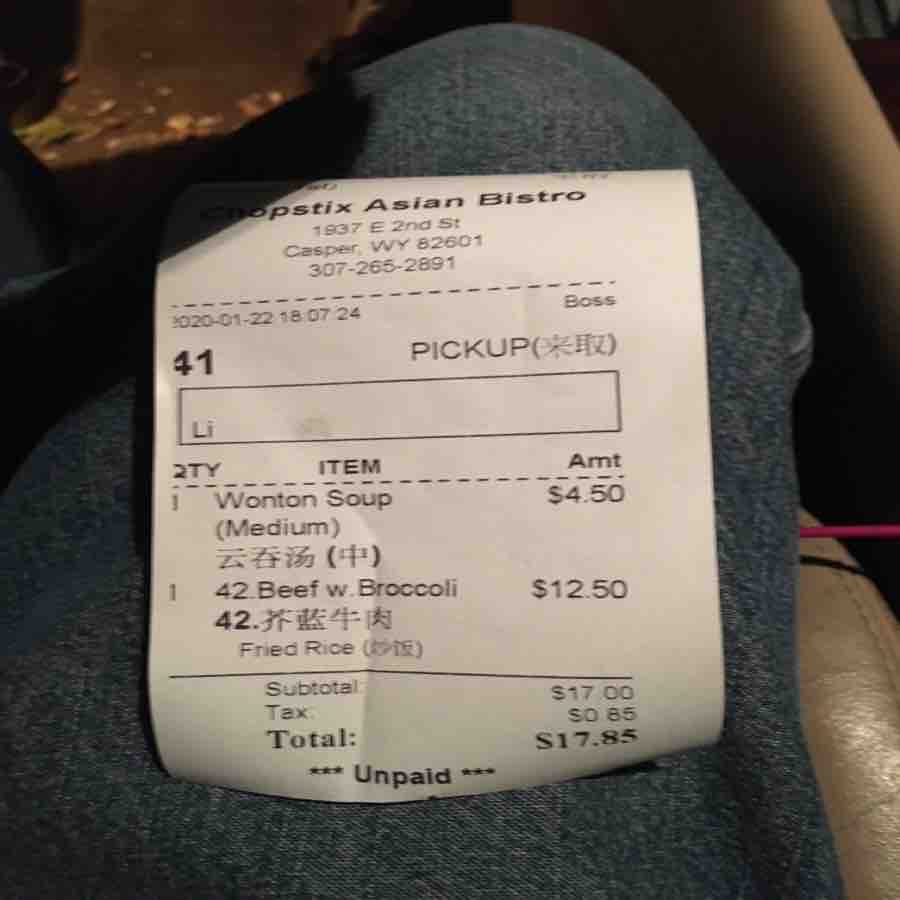 Chopstix Asian Bistro
1937 E 2nd St
Casper, WY 82601
307-265-2891
Boss
2020-01-22 18:07:24
41 PICKUP(来取)
Li
QTY ITEM Amt
1 Wonton Soup $4.50
(Medium)
云吞汤 (中)
1 42.Beef w. Broccoli $12.50
42.芥蓝牛肉
Fried Rice (炒饭)
Subtotal: $17.00
Tax: $0.85
Total: $17.85
*** Unpaid ***